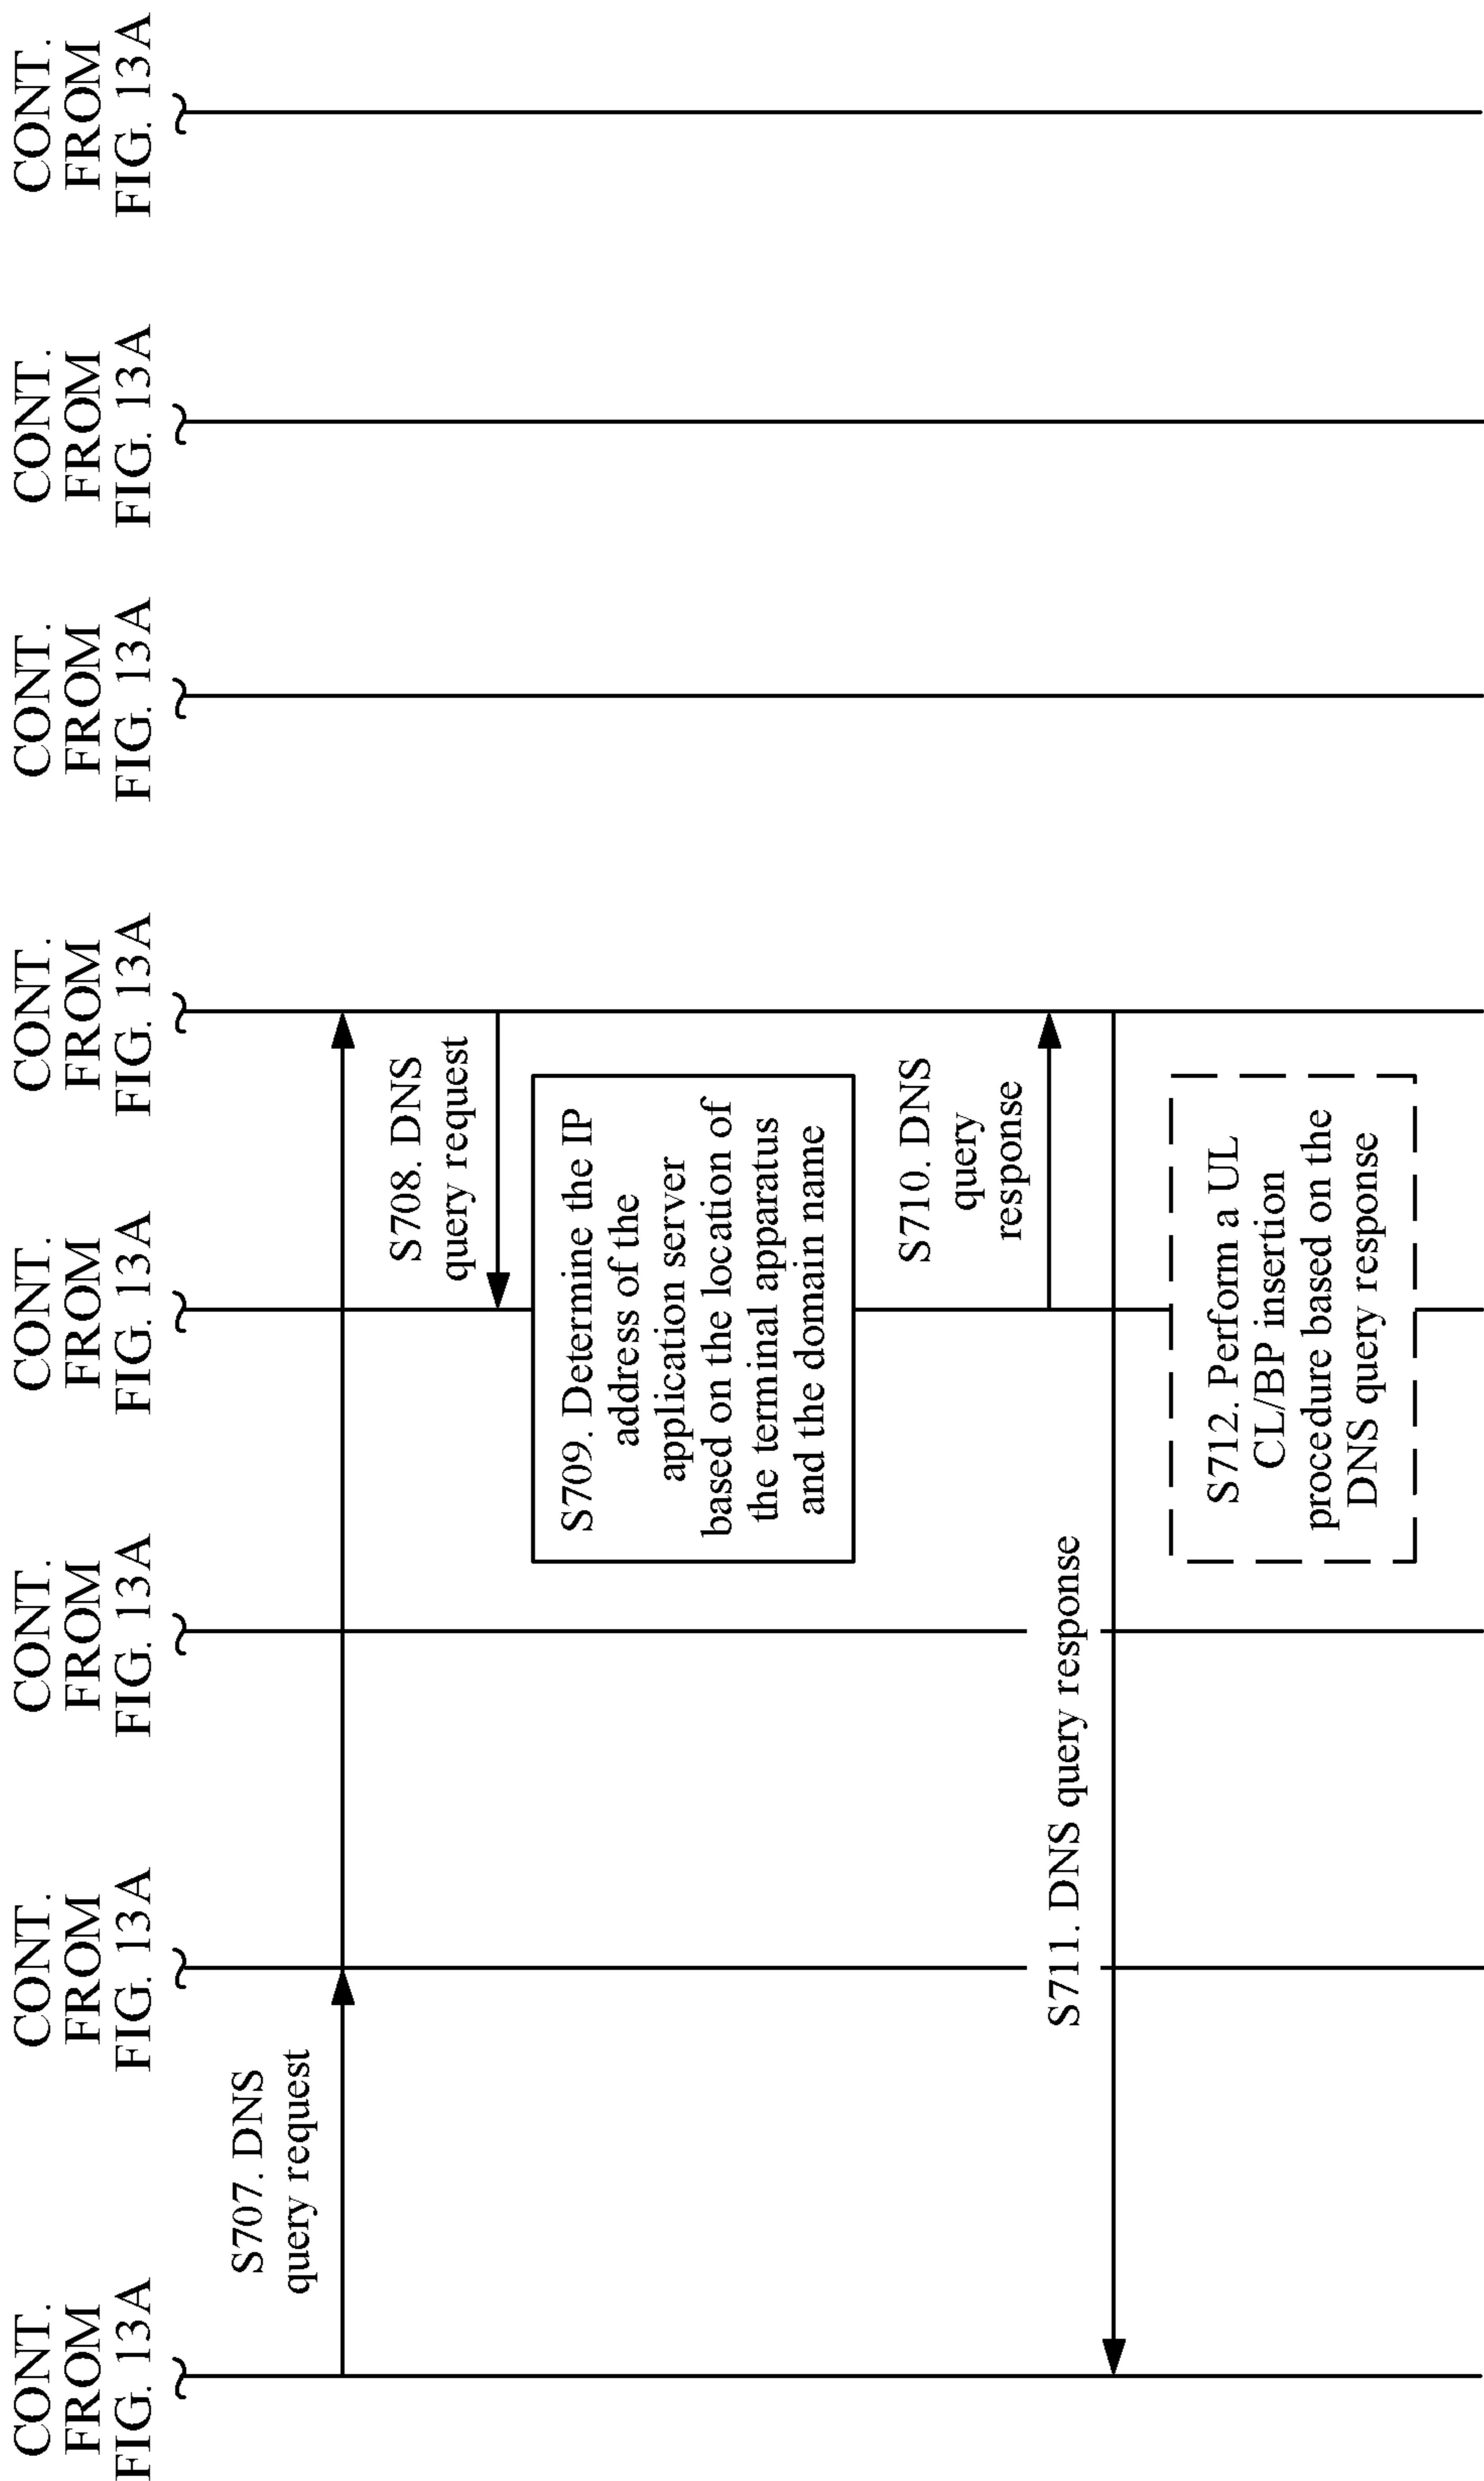 CONT.
FROM
FIG. 13A
CONT.
FROM
FIG. 13A
CONT.
FROM
FIG. 13A
CONT.
FROM
FIG. 13A
CONT.
FROM
FIG. 13A
CONT.
FROM
FIG. 13A
CONT.
FROM
FIG. 13A
CONT.
FROM
FIG. 13A
S707. DNS
query request
S708. DNS
query request
S709. Determine the IP
address of the
application server
based on the location of
the terminal apparatus
and the domain name
S710. DNS
query
response
S711. DNS query response
S712. Perform a UL
CL/BP insertion
procedure based on the
DNS query response